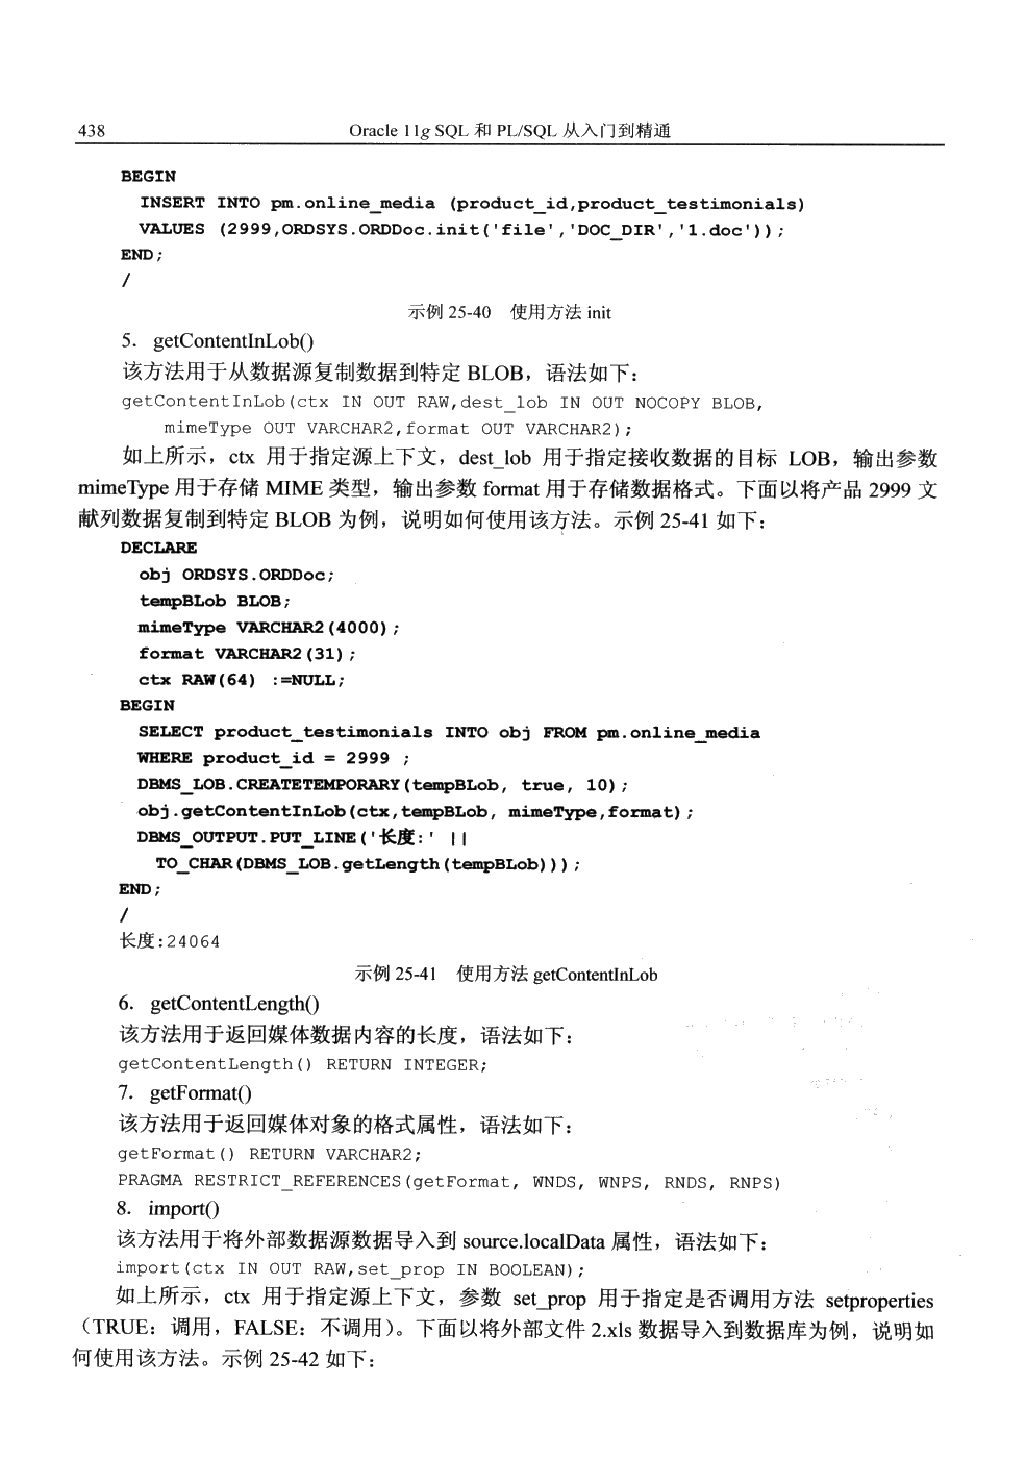 438 Oracle 11g SQL 和 PL/SQL 从入门到精通
BEGIN
INSERT INTO pm.online_media (product_id,product_testimonials)
VALUES (2999,ORDSYS.ORDDoc.init('file','DOC_DIR','1.doc'));
END;
/
示例 25-40 使用方法 init
5. getContentInLob()
该方法用于从数据源复制数据到特定 BLOB，语法如下：
getContentInLob(ctx IN OUT RAW,dest_lob IN OUT NOCOPY BLOB,
mimeType OUT VARCHAR2,format OUT VARCHAR2);
如上所示，ctx 用于指定源上下文，dest_lob 用于指定接收数据的目标 LOB，输出参数
mimeType 用于存储 MIME 类型，输出参数 format 用于存储数据格式。下面以将产品 2999 文
献列数据复制到特定 BLOB 为例，说明如何使用该方法。示例 25-41 如下：
DECLARE
obj ORDSYS.ORDDoc;
tempBLob BLOB;
mimeType VARCHAR2(4000);
format VARCHAR2(31);
ctx RAW(64) :=NULL;
BEGIN
SELECT product_testimonials INTO obj FROM pm.online_media
WHERE product_id = 2999 ;
DBMS_LOB.CREATETEMPORARY(tempBLob, true, 10);
obj.getContentInLob(ctx,tempBLob, mimeType,format);
DBMS_OUTPUT.PUT_LINE('长度:' ||
TO_CHAR(DBMS_LOB.getLength(tempBLob)));
END;
/
长度:24064
示例 25-41 使用方法 getContentInLob
6. getContentLength()
该方法用于返回媒体数据内容的长度，语法如下：
getContentLength() RETURN INTEGER;
7. getFormat()
该方法用于返回媒体对象的格式属性，语法如下：
getFormat() RETURN VARCHAR2;
PRAGMA RESTRICT_REFERENCES(getFormat, WNDS, WNPS, RNDS, RNPS)
8. import()
该方法用于将外部数据源数据导入到 source.localData 属性，语法如下：
import(ctx IN OUT RAW,set_prop IN BOOLEAN);
如上所示，ctx 用于指定源上下文，参数 set_prop 用于指定是否调用方法 setproperties
（TRUE：调用，FALSE：不调用）。下面以将外部文件 2.xls 数据导入到数据库为例，说明如
何使用该方法。示例 25-42 如下：